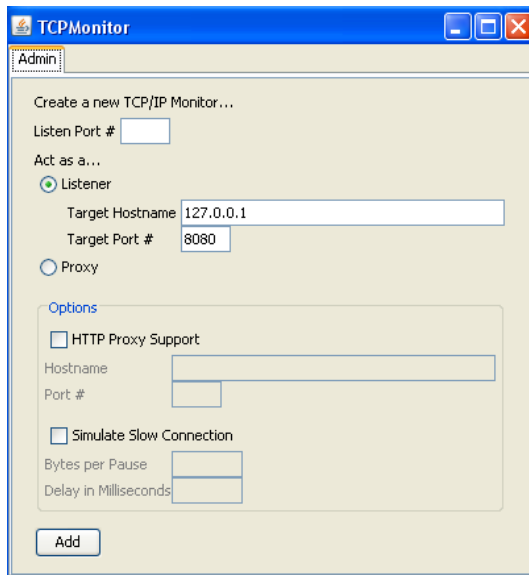 TCPMonitor
Admin
Create a new TCP/IP Monitor...
Listen Port #
Act as a...
Listener
Target Hostname 127.0.0.1
Target Port # 8080
Proxy
Options
HTTP Proxy Support
Hostname
Port #
Simulate Slow Connection
Bytes per Pause
Delay in Milliseconds
Add